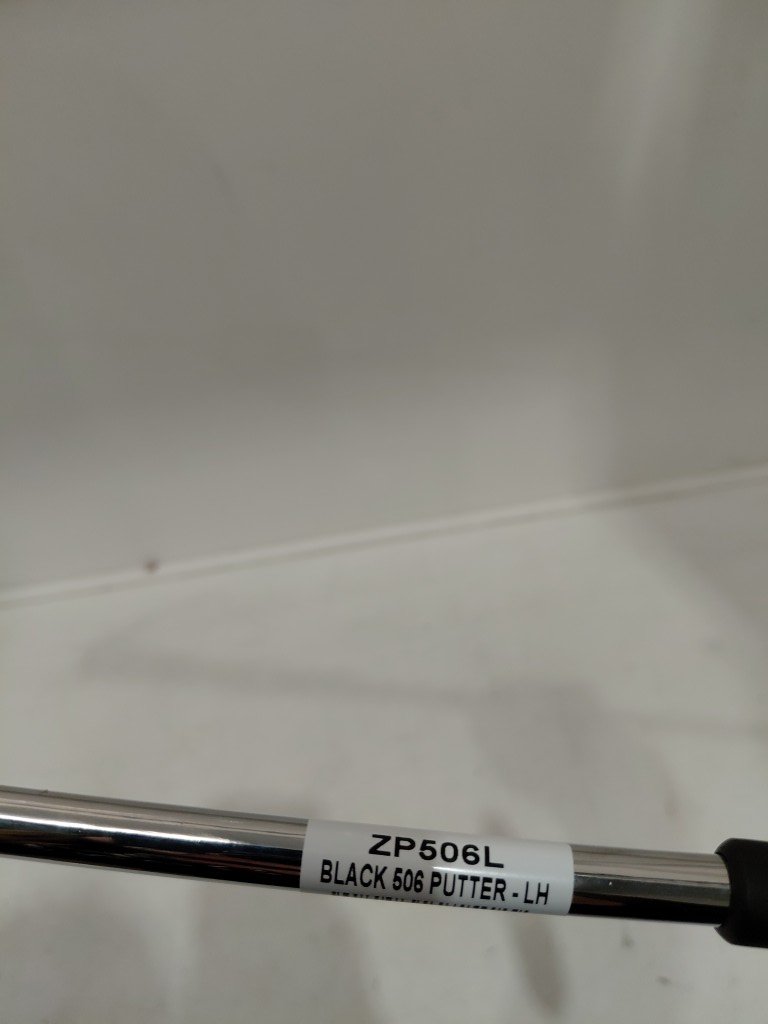 ZP506L
BLACK 506 PUTTER - LH